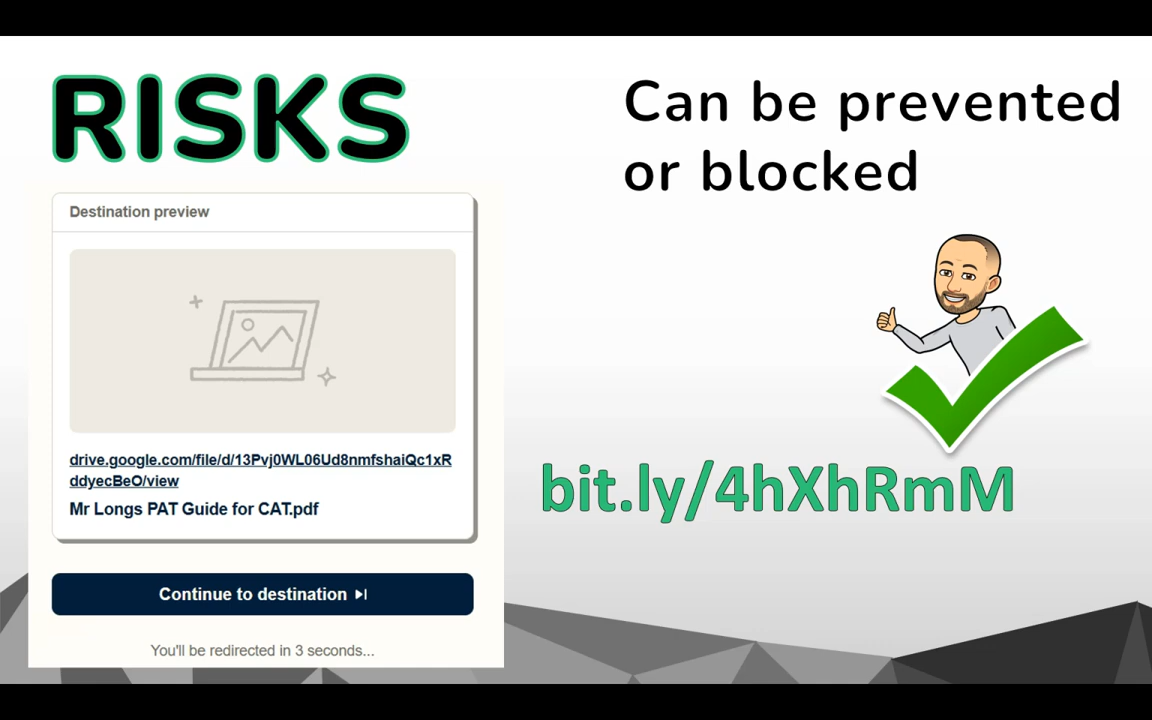 RISKS
Can be prevented
or blocked
Destination preview
drive.google.com/file/d/13Pvj0WL06Ud8nmfshaiQc1xR
ddyecBeO/view
Mr Longs PAT Guide for CAT.pdf
Continue to destination
You'll be redirected in 3 seconds...
bit.ly/4hXhRmM